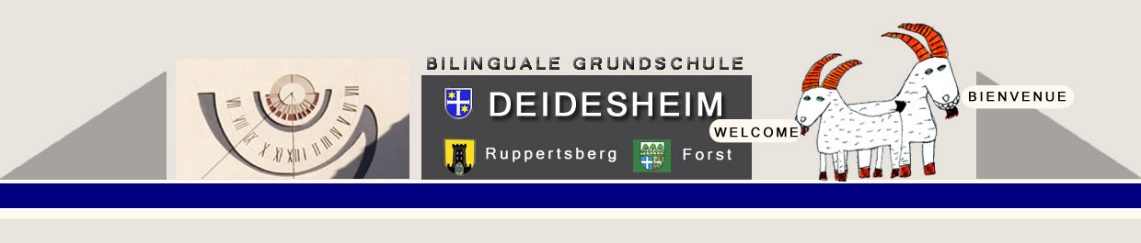 BILINGUALE GRUNDSCHULE
DEIDESHEIM
Ruppertsberg Forst
WELCOME
BIENVENUE